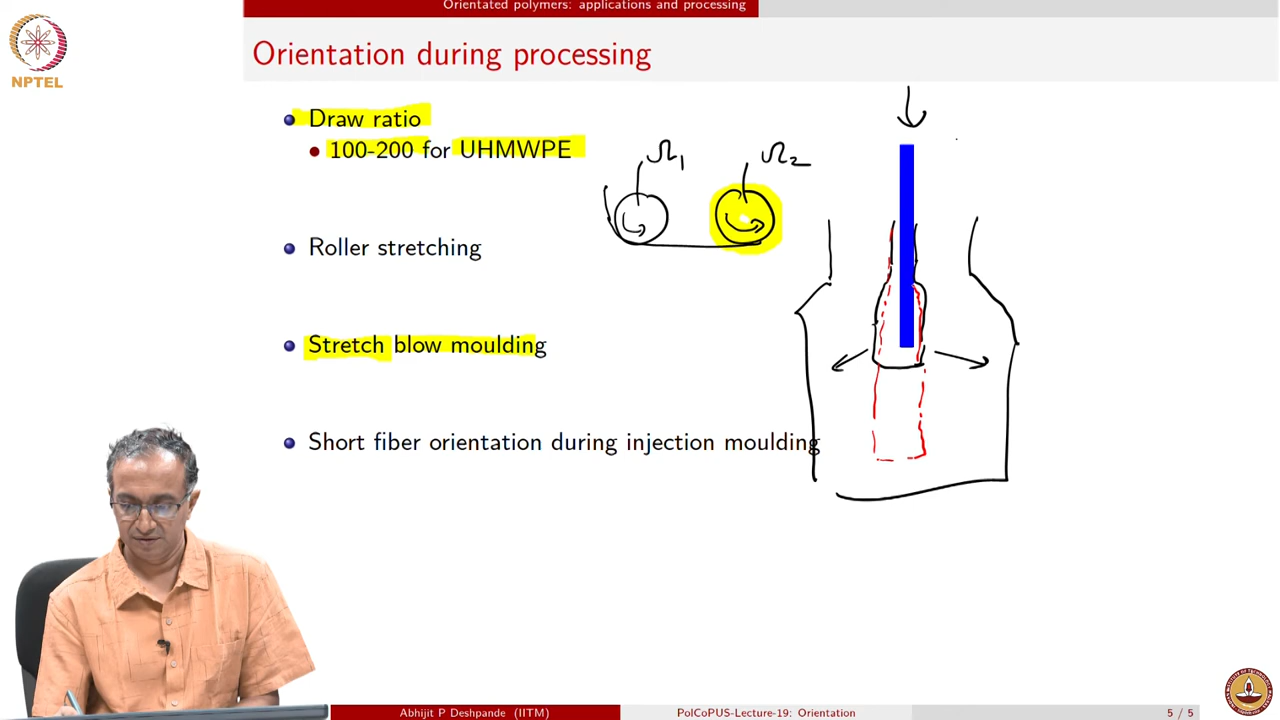 Orientated polymers: applications and processing
NPTEL
Orientation during processing
Draw ratio
100-200 for UHMWPE
Ω1
Ω2
Roller stretching
Stretch blow moulding
Short fiber orientation during injection moulding
Abhijit P Deshpande (IITM)
PolCoPUS-Lecture-19: Orientation
5 / 5